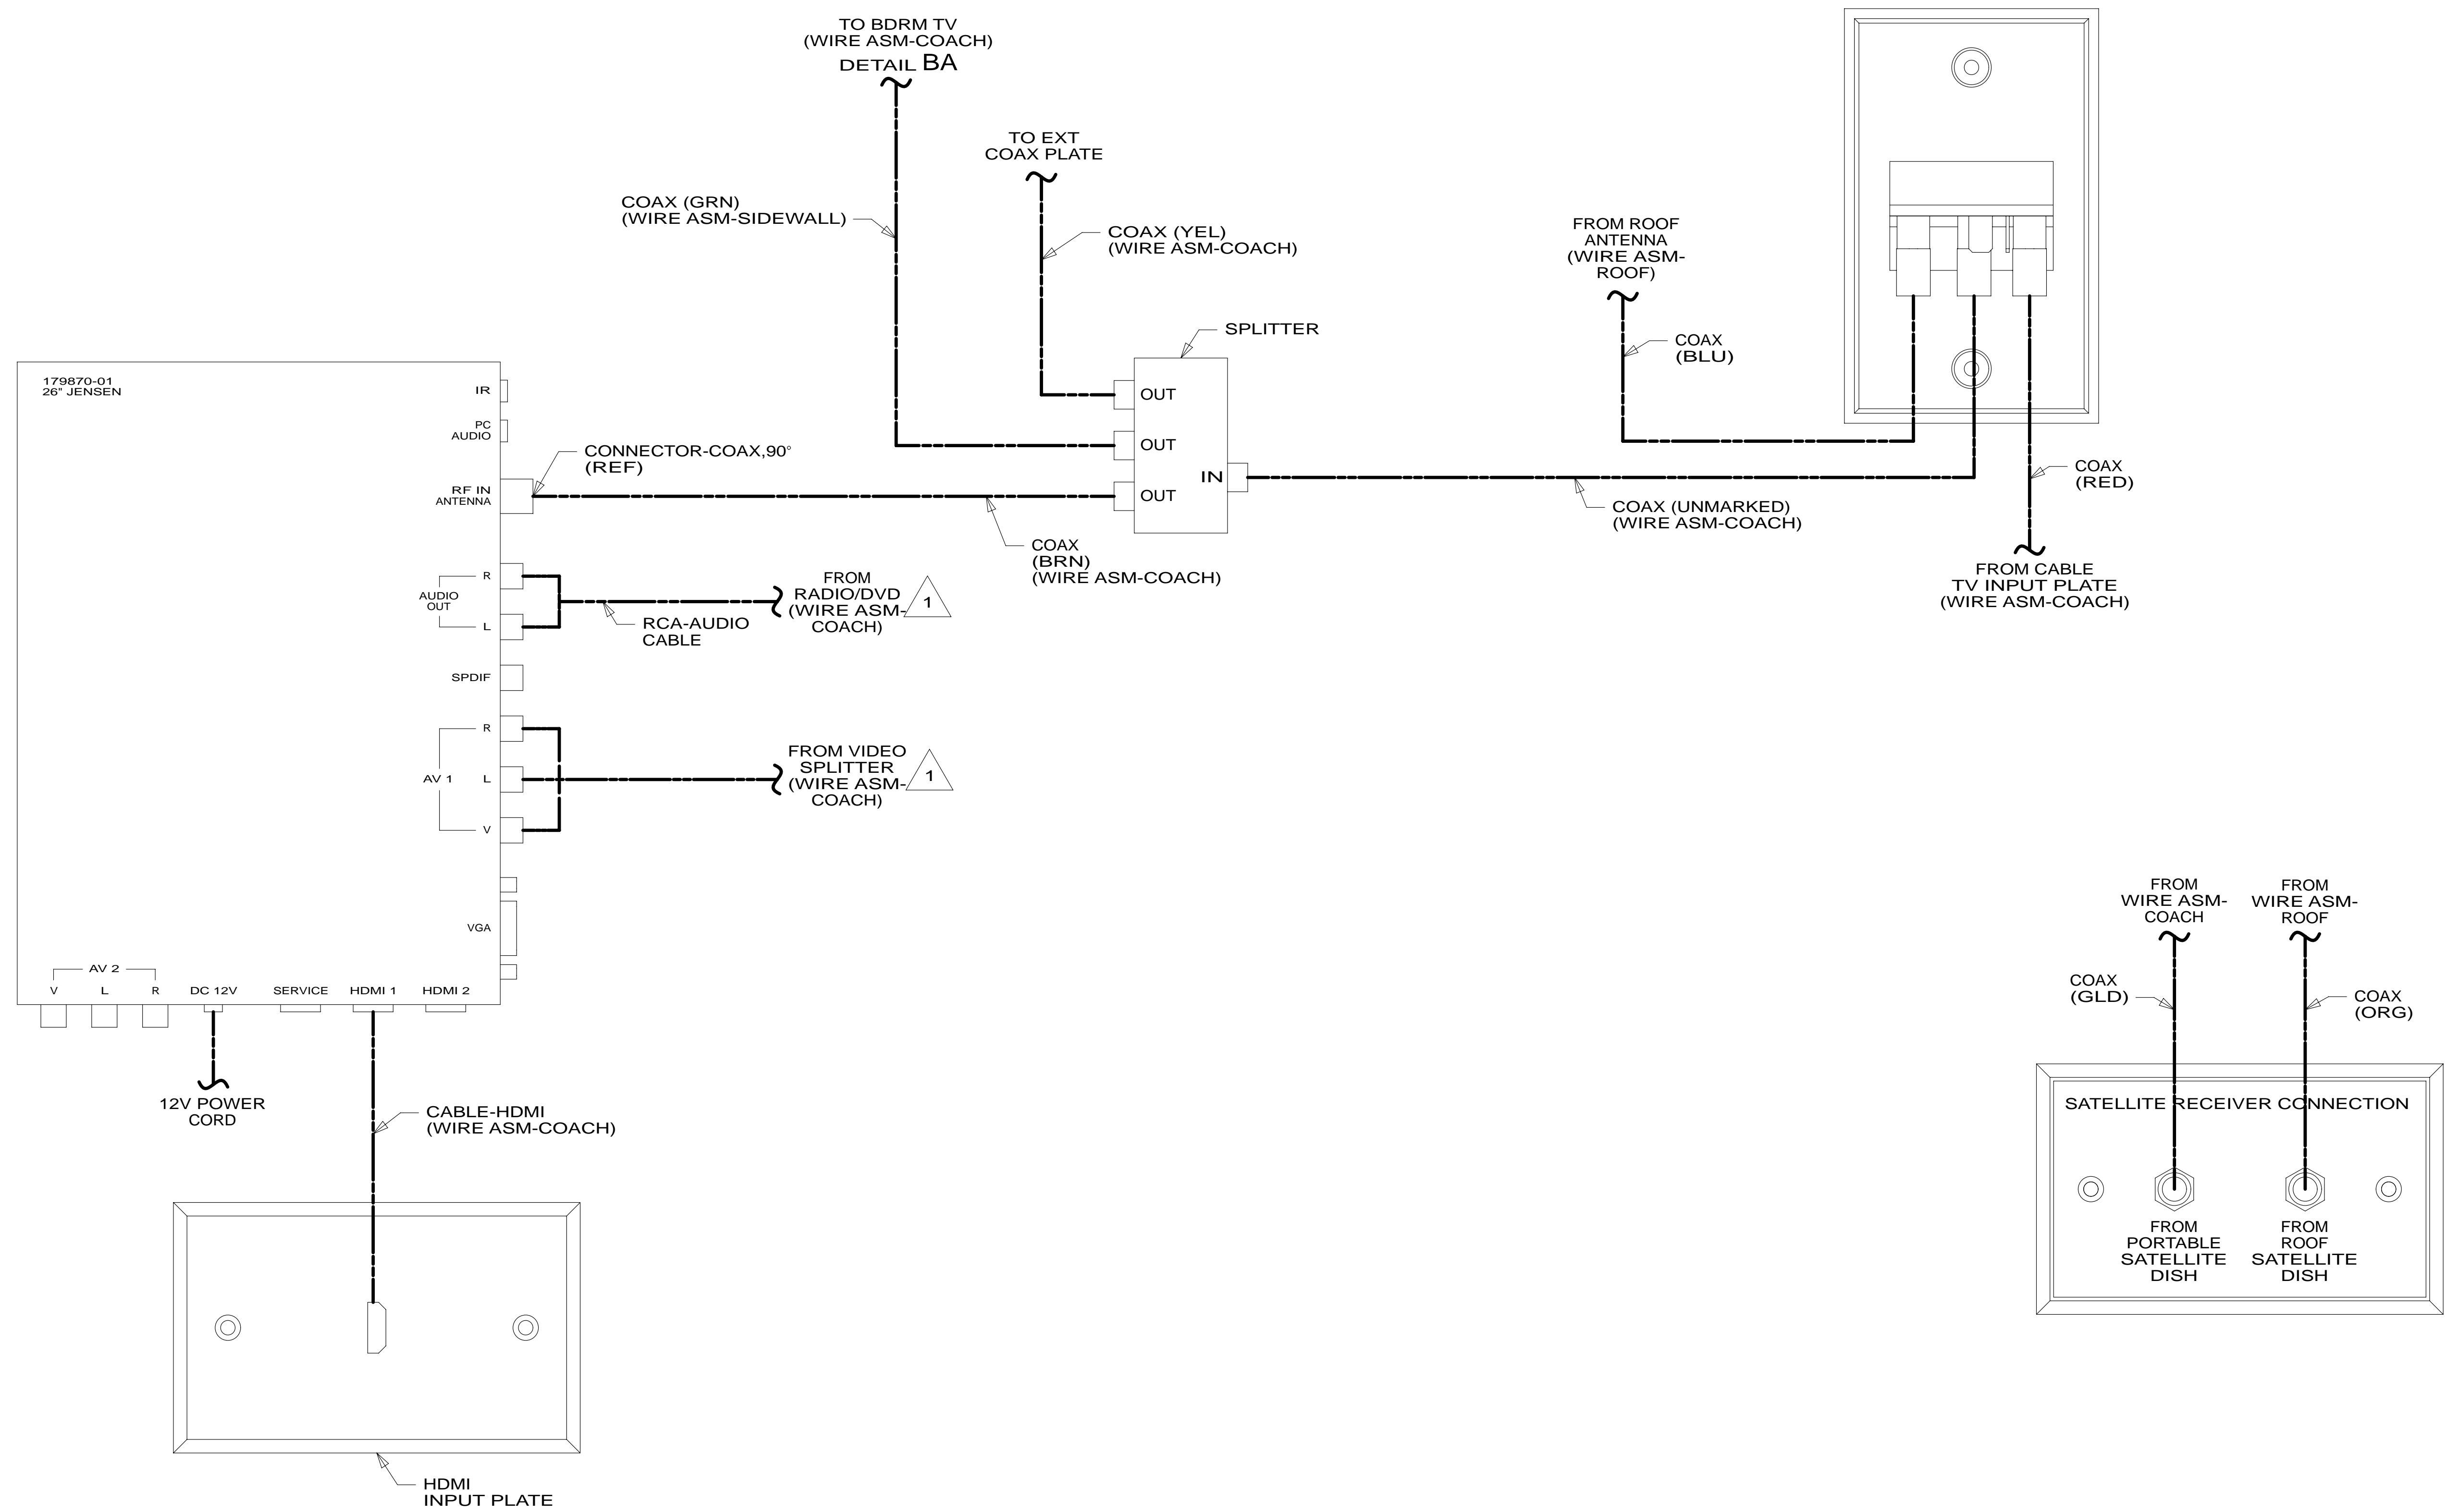 TO BDRM TV
(WIRE ASM-COACH)
DETAIL BA
TO EXT
COAX PLATE
COAX (GRN)
(WIRE ASM-SIDEWALL)
COAX (YEL)
(WIRE ASM-COACH)
FROM ROOF
ANTENNA
(WIRE ASM-
ROOF)
SPLITTER
COAX
(BLU)
OUT
OUT
OUT
IN
COAX
(RED)
COAX (UNMARKED)
(WIRE ASM-COACH)
FROM CABLE
TV INPUT PLATE
(WIRE ASM-COACH)
179870-01
26" JENSEN
IR
PC
AUDIO
RF IN
ANTENNA
CONNECTOR-COAX,90°
(REF)
COAX
(BRN)
(WIRE ASM-COACH)
R
AUDIO
OUT
L
RCA-AUDIO
CABLE
FROM
RADIO/DVD
(WIRE ASM-
COACH)
1
SPDIF
R
AV 1
L
V
FROM VIDEO
SPLITTER
(WIRE ASM-
COACH)
1
VGA
AV 2
V
L
R
DC 12V
SERVICE
HDMI 1
HDMI 2
12V POWER
CORD
CABLE-HDMI
(WIRE ASM-COACH)
HDMI
INPUT PLATE
FROM
WIRE ASM-
COACH
FROM
WIRE ASM-
ROOF
COAX
(GLD)
COAX
(ORG)
SATELLITE RECEIVER CONNECTION
FROM
PORTABLE
SATELLITE
DISH
FROM
ROOF
SATELLITE
DISH